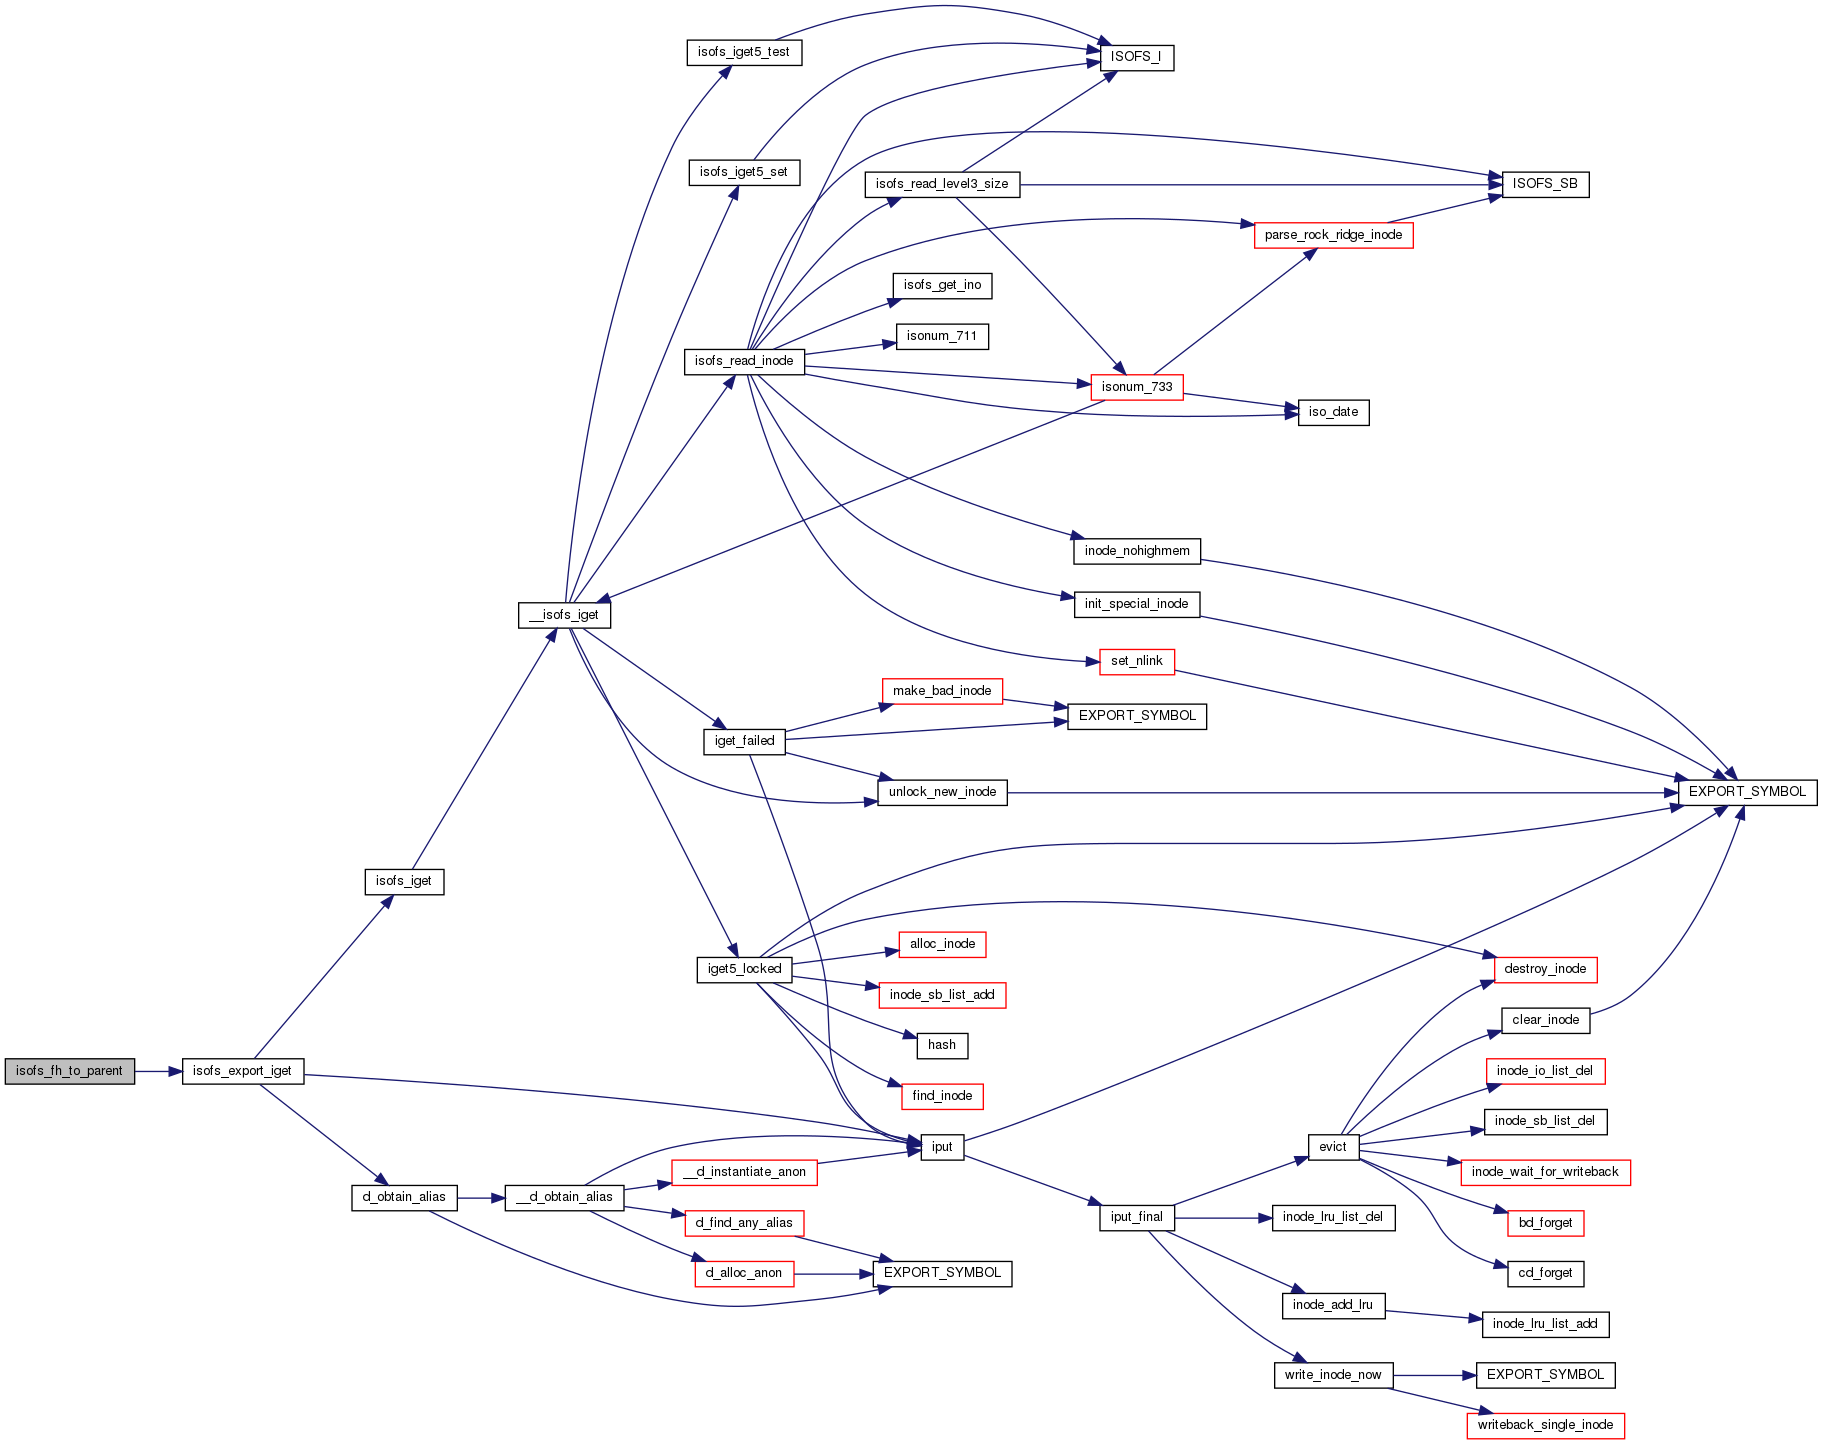 isofs_iget5_test
ISOFS_I
isofs_iget5_set
isofs_read_level3_size
ISOFS_SB
parse_rock_ridge_inode
isofs_get_ino
isonum_711
isofs_read_inode
isonum_733
iso_date
inode_nohighmem
init_special_inode
__isofs_iget
set_nlink
make_bad_inode
EXPORT_SYMBOL
iget_failed
unlock_new_inode
EXPORT_SYMBOL
isofs_iget
alloc_inode
iget5_locked
destroy_inode
inode_sb_list_add
clear_inode
hash
isofs_fh_to_parent
isofs_export_iget
inode_io_list_del
find_inode
inode_sb_list_del
iput
evict
__d_instantiate_anon
inode_wait_for_writeback
d_obtain_alias
__d_obtain_alias
d_find_any_alias
iput_final
inode_lru_list_del
bd_forget
d_alloc_anon
EXPORT_SYMBOL
cd_forget
inode_add_lru
inode_lru_list_add
write_inode_now
EXPORT_SYMBOL
writeback_single_inode